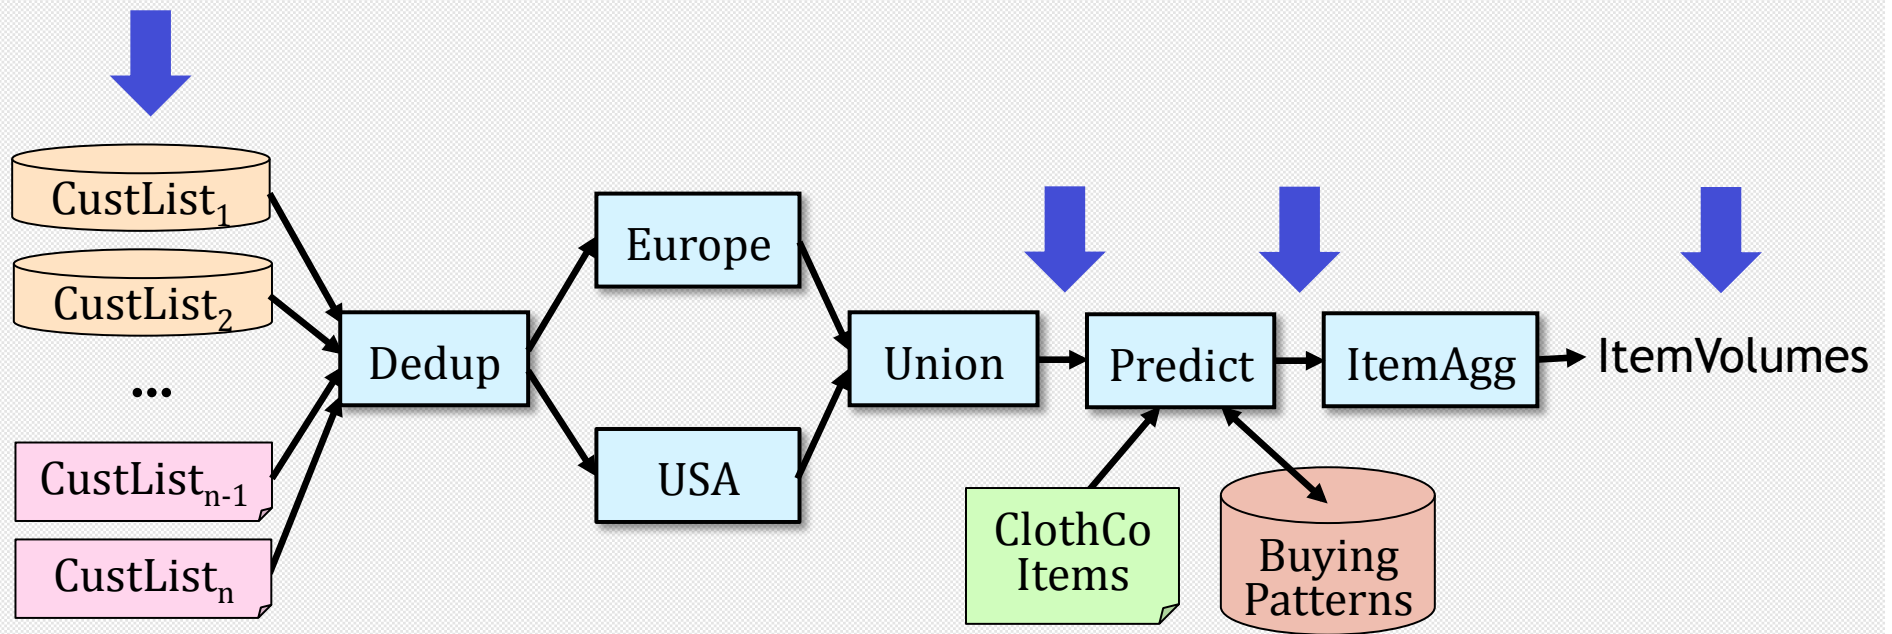 CustList₁
CustList₂
...
CustListₙ₋₁
CustListₙ
Dedup
Europe
USA
Union
Predict
ItemAgg
ItemVolumes
ClothCo
Items
Buying
Patterns